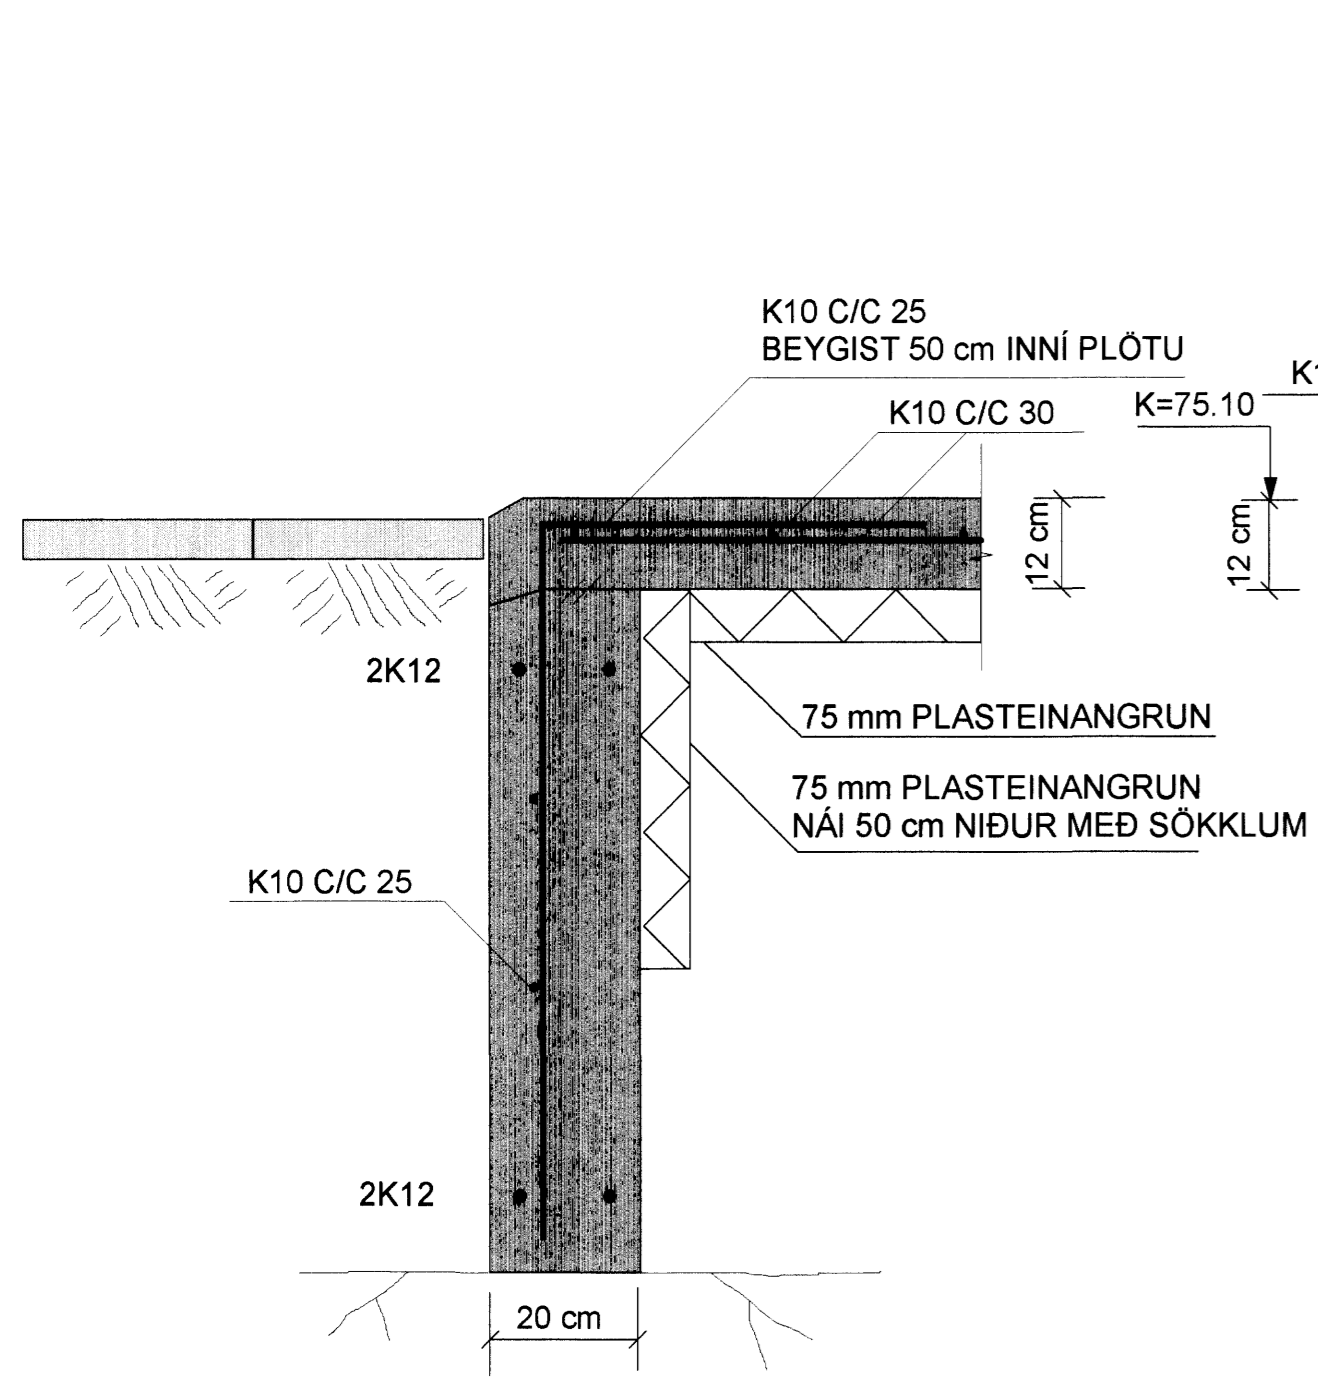 K10 C/C 25
BEYGIST 50 cm INNÍ PLÖTU
K1
K=75.10
K10 C/C 30
12 cm
12 cm
2K12
75 mm PLASTEINANGRUN
75 mm PLASTEINANGRUN
NÁI 50 cm NIÐUR MEÐ SÖKKLUM
K10 C/C 25
2K12
20 cm